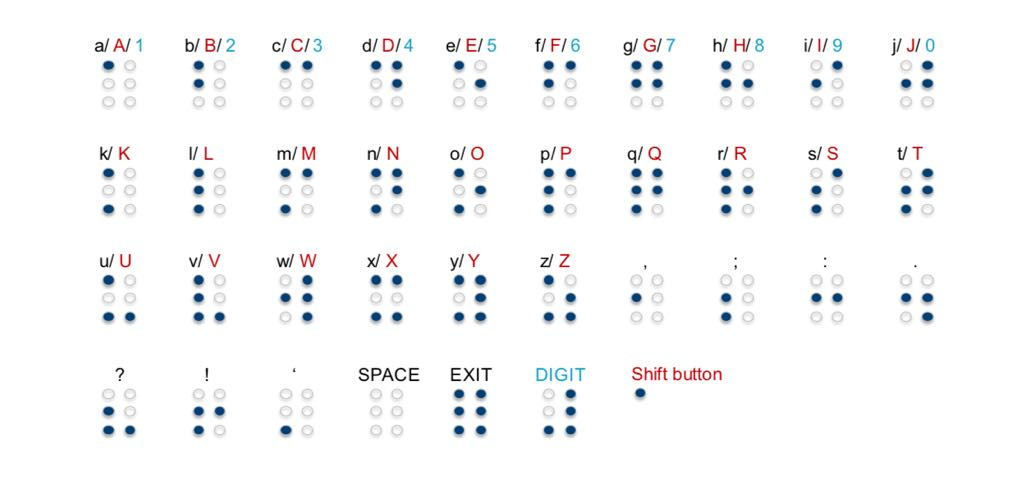 a/ A/ 1 b/ B/ 2 c/ C/ 3 d/ D/ 4 e/ E/ 5 f/ F/ 6 g/ G/ 7 h/ H/ 8 i/ I/ 9 j/ J/ 0
k/ K l/ L m/ M n/ N o/ O p/ P q/ Q r/ R s/ S t/ T
u/ U v/ V w/ W x/ X y/ Y z/ Z , ; : .
? ! ‘ SPACE EXIT DIGIT Shift button